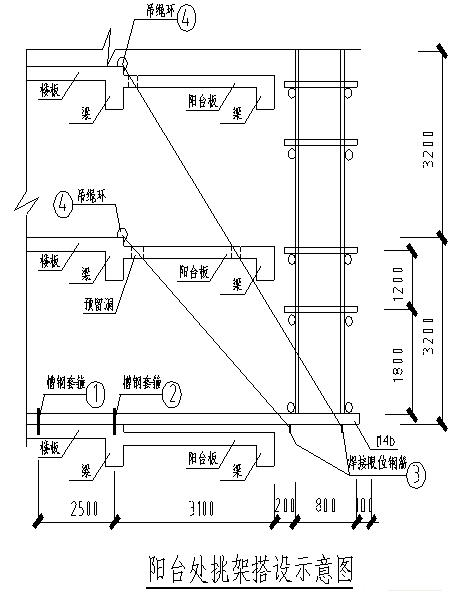 吊绳环 ④
楼板
梁
阳台板
梁
3200
吊绳环
④
楼板
梁
预留洞
阳台板
梁
1200
1800
3200
槽钢套箍 ①
槽钢套箍 ②
楼板
梁
阳台板
梁
焊接限位钢筋 ③
2500
3100
200
800
100
阳台处挑架搭设示意图